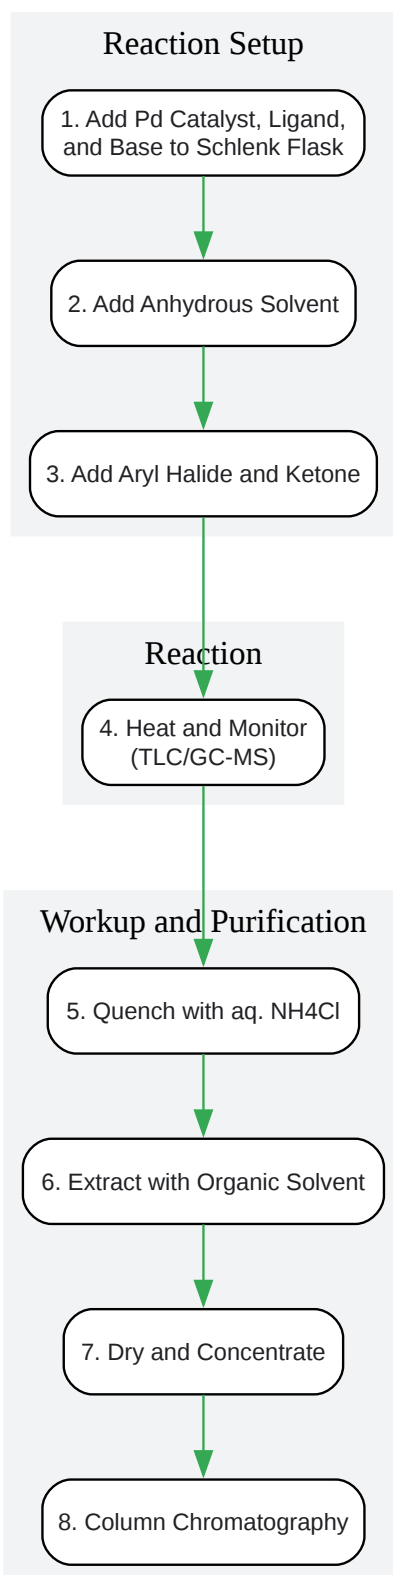 Reaction Setup
1. Add Pd Catalyst, Ligand,
and Base to Schlenk Flask
2. Add Anhydrous Solvent
3. Add Aryl Halide and Ketone
Reaction
4. Heat and Monitor
(TLC/GC-MS)
Workup and Purification
5. Quench with aq. NH4Cl
6. Extract with Organic Solvent
7. Dry and Concentrate
8. Column Chromatography